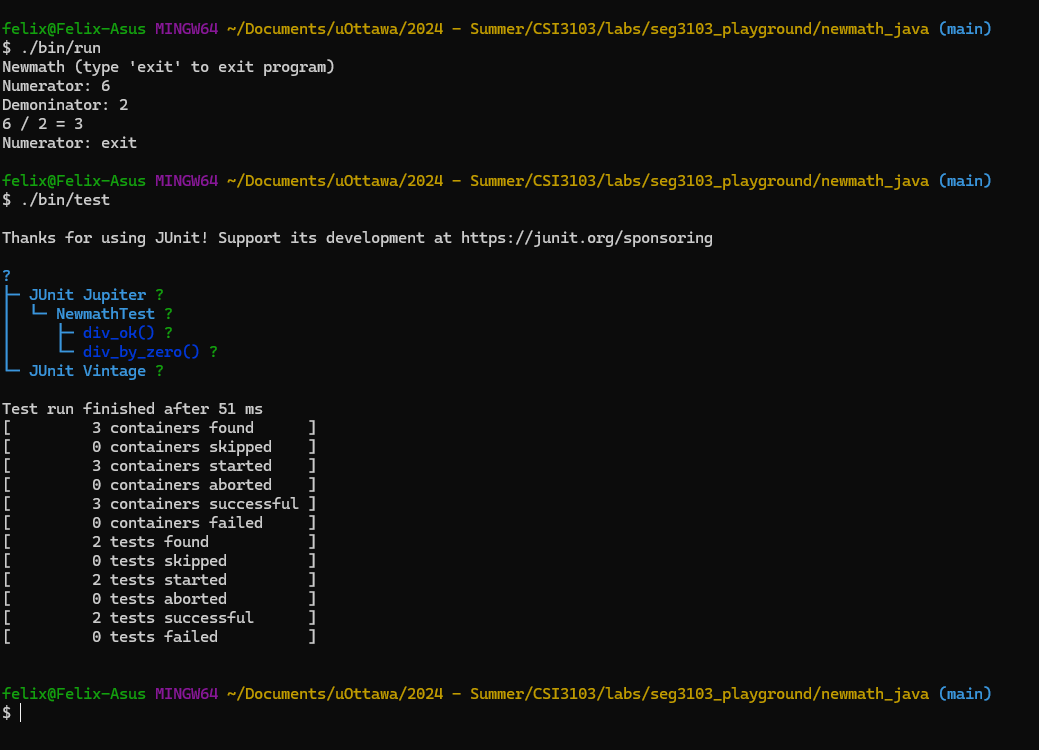 felix@Felix-Asus MINGW64 ~/Documents/uOttawa/2024 - Summer/CSI3103/labs/seg3103_playground/newmath_java (main)
$ ./bin/run
Newmath (type 'exit' to exit program)
Numerator: 6
Demoninator: 2
6 / 2 = 3
Numerator: exit

felix@Felix-Asus MINGW64 ~/Documents/uOttawa/2024 - Summer/CSI3103/labs/seg3103_playground/newmath_java (main)
$ ./bin/test

Thanks for using JUnit! Support its development at https://junit.org/sponsoring

?
├─ JUnit Jupiter ?
│  └─ NewmathTest ?
│     ├─ div_ok() ?
│     └─ div_by_zero() ?
└─ JUnit Vintage ?

Test run finished after 51 ms
[         3 containers found      ]
[         0 containers skipped    ]
[         3 containers started    ]
[         0 containers aborted    ]
[         3 containers successful ]
[         0 containers failed     ]
[         2 tests found           ]
[         0 tests skipped         ]
[         2 tests started         ]
[         0 tests aborted         ]
[         2 tests successful      ]
[         0 tests failed          ]

felix@Felix-Asus MINGW64 ~/Documents/uOttawa/2024 - Summer/CSI3103/labs/seg3103_playground/newmath_java (main)
$